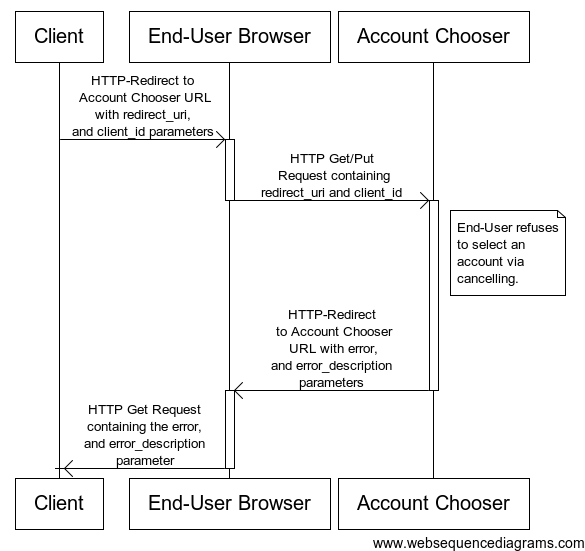 Client
End-User Browser
Account Chooser
HTTP-Redirect to
Account Chooser URL
with redirect_uri,
and client_id parameters
HTTP Get/Put
Request containing
redirect_uri and client_id
End-User refuses
to select an
account via
cancelling.
HTTP-Redirect
to Account Chooser
URL with error,
and error_description
parameters
HTTP Get Request
containing the error,
and error_description
parameter
Client
End-User Browser
Account Chooser
www.websequencediagrams.com